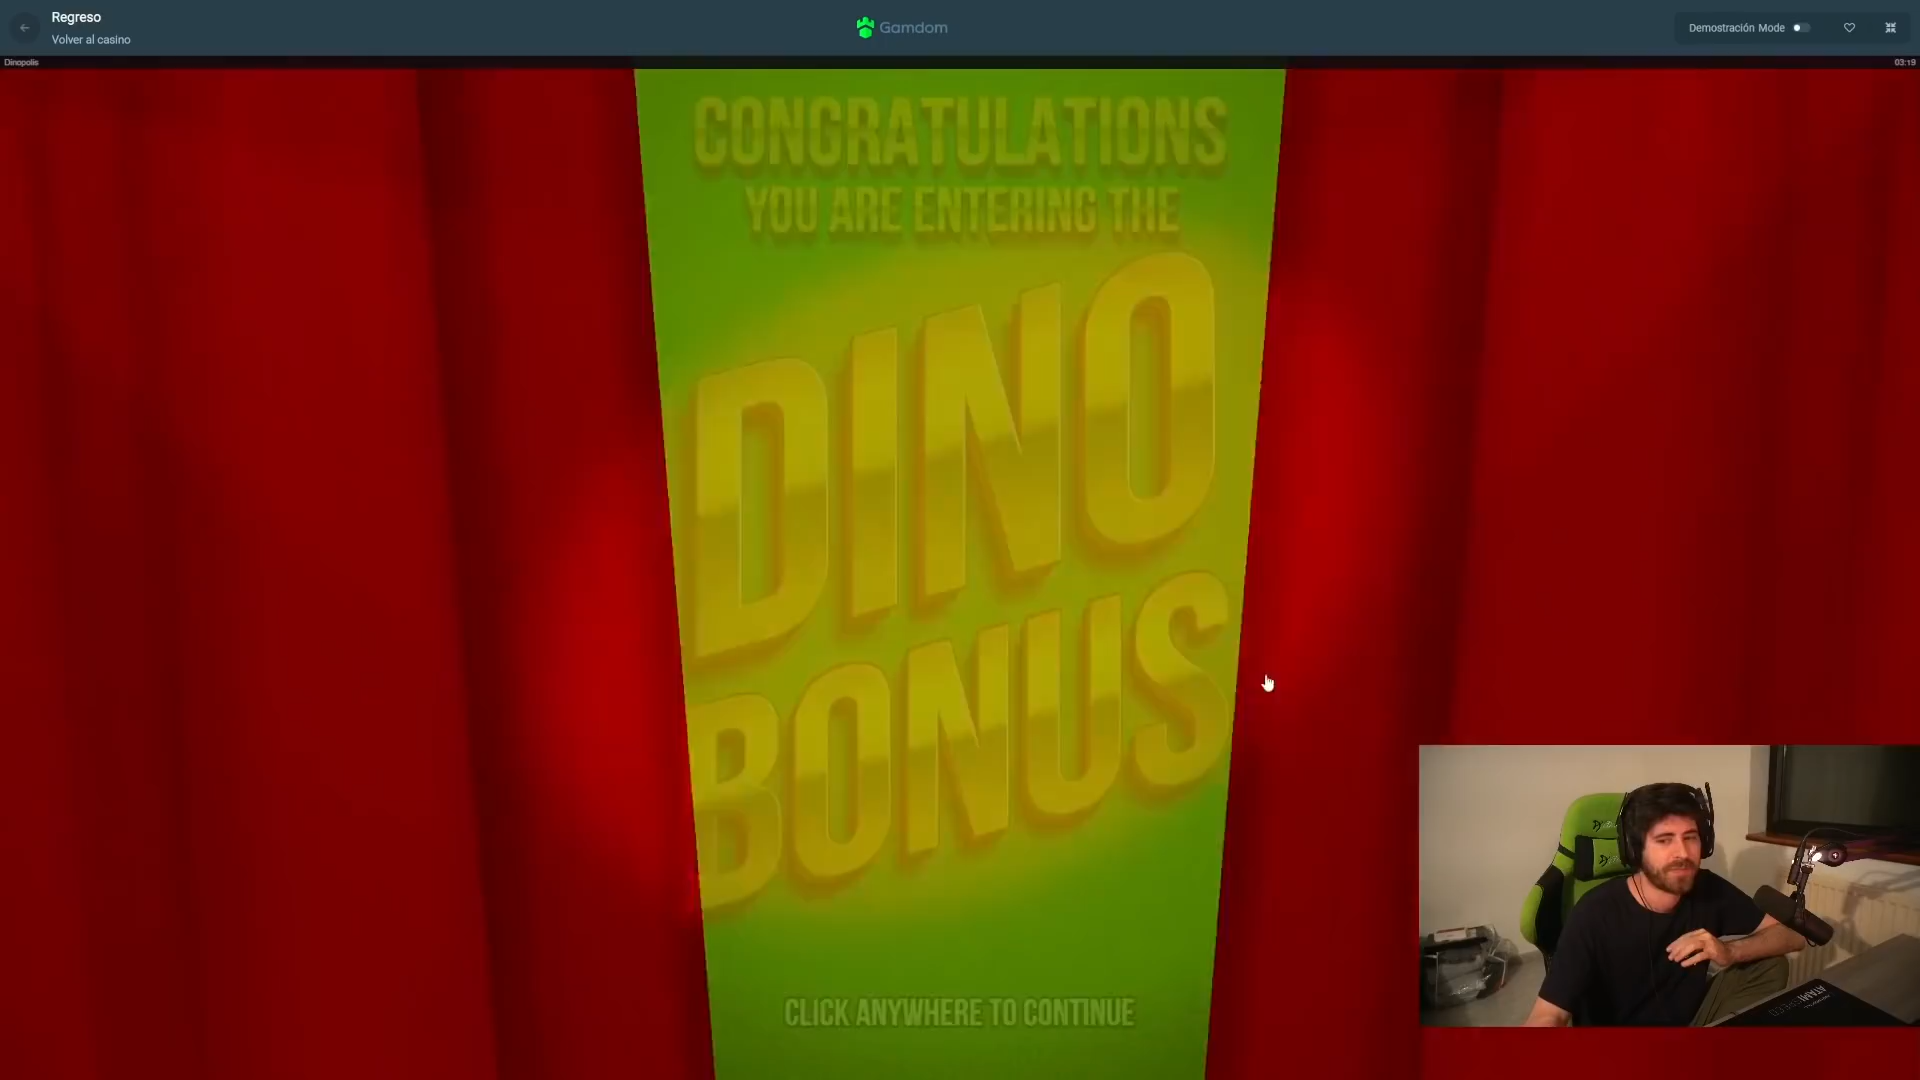 Regreso
Volver al casino
Gamdom
Demostración Mode
Dinopolis
03:19
CONGRATULATIONS
YOU ARE ENTERING THE
DINO
BONUS
CLICK ANYWHERE TO CONTINUE